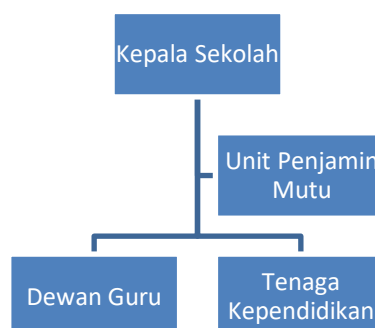 Kepala Sekolah
Unit Penjamin
Mutu
Dewan Guru
Tenaga
Kependidikan